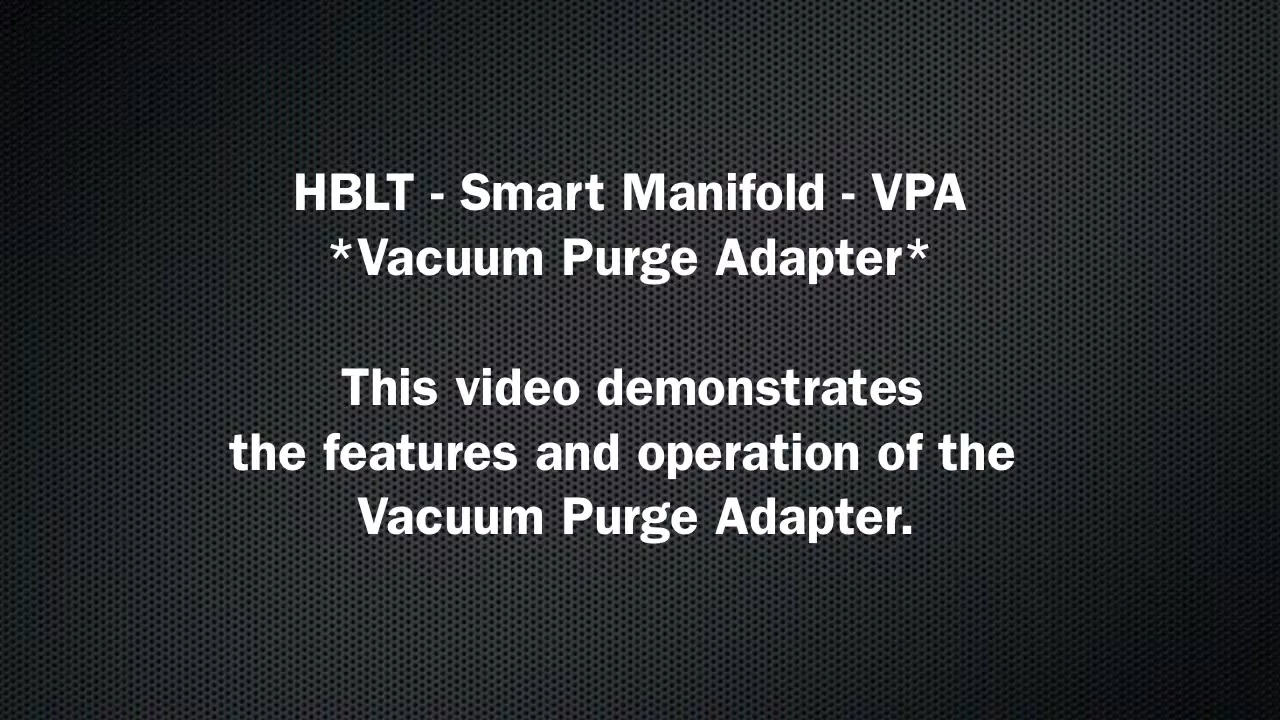 HBLT - Smart Manifold - VPA
*Vacuum Purge Adapter*
This video demonstrates
the features and operation of the
Vacuum Purge Adapter.